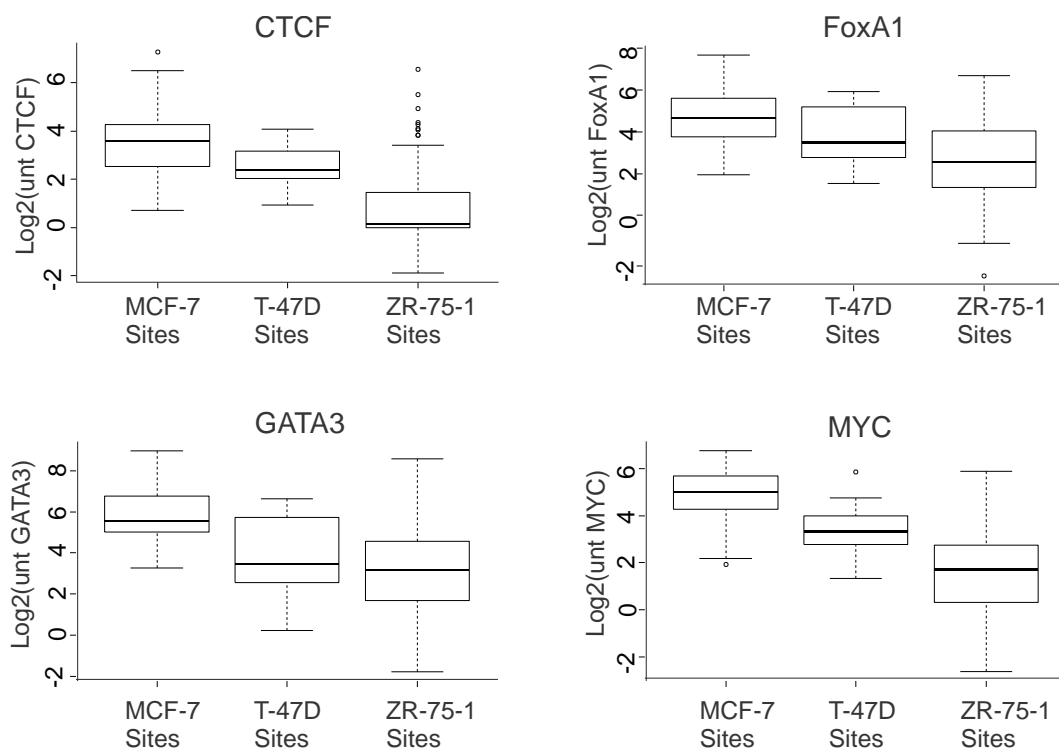 CTCF
Log2(unt CTCF)
6
4
2
0
-2
MCF-7
Sites
T-47D
Sites
ZR-75-1
Sites
FoxA1
Log2(unt FoxA1)
8
6
4
2
0
-2
MCF-7
Sites
T-47D
Sites
ZR-75-1
Sites
GATA3
Log2(unt GATA3)
8
6
4
2
0
-2
MCF-7
Sites
T-47D
Sites
ZR-75-1
Sites
MYC
Log2(unt MYC)
6
4
2
0
-2
MCF-7
Sites
T-47D
Sites
ZR-75-1
Sites